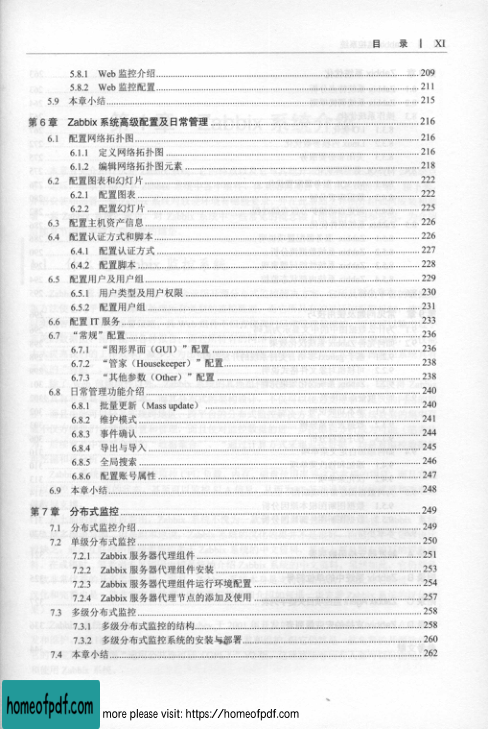 目 录 | XI
5.8.1 Web 监控介绍 209
5.8.2 Web 监控配置 211
5.9 本章小结 215
第 6 章 Zabbix 系统高级配置及日常管理 216
6.1 配置网络拓扑图 216
6.1.1 定义网络拓扑图 216
6.1.2 编辑网络拓扑图元素 218
6.2 配置图表和幻灯片 222
6.2.1 配置图表 222
6.2.2 配置幻灯片 225
6.3 配置主机资产信息 226
6.4 配置认证方式和脚本 226
6.4.1 配置认证方式 227
6.4.2 配置脚本 228
6.5 配置用户及用户组 229
6.5.1 用户类型及用户权限 230
6.5.2 配置用户组 231
6.6 配置 IT 服务 233
6.7 “常规”配置 236
6.7.1 “图形界面（GUI）”配置 236
6.7.2 “管家（Housekeeper）”配置 238
6.7.3 “其他参数（Other）”配置 238
6.8 日常管理功能介绍 240
6.8.1 批量更新（Mass update） 240
6.8.2 维护模式 241
6.8.3 事件确认 244
6.8.4 导出与导入 245
6.8.5 全局搜索 246
6.8.6 配置账号属性 247
6.9 本章小结 248
第 7 章 分布式监控 249
7.1 分布式监控介绍 249
7.2 单级分布式监控 250
7.2.1 Zabbix 服务器代理组件 251
7.2.2 Zabbix 服务器代理组件安装 253
7.2.3 Zabbix 服务器代理组件运行环境配置 254
7.2.4 Zabbix 服务器代理节点的添加及使用 257
7.3 多级分布式监控 258
7.3.1 多级分布式监控的结构 258
7.3.2 多级分布式监控系统的安装与部署 260
7.4 本章小结 262
homeofpdf.com
more please visit: https://homeofpdf.com